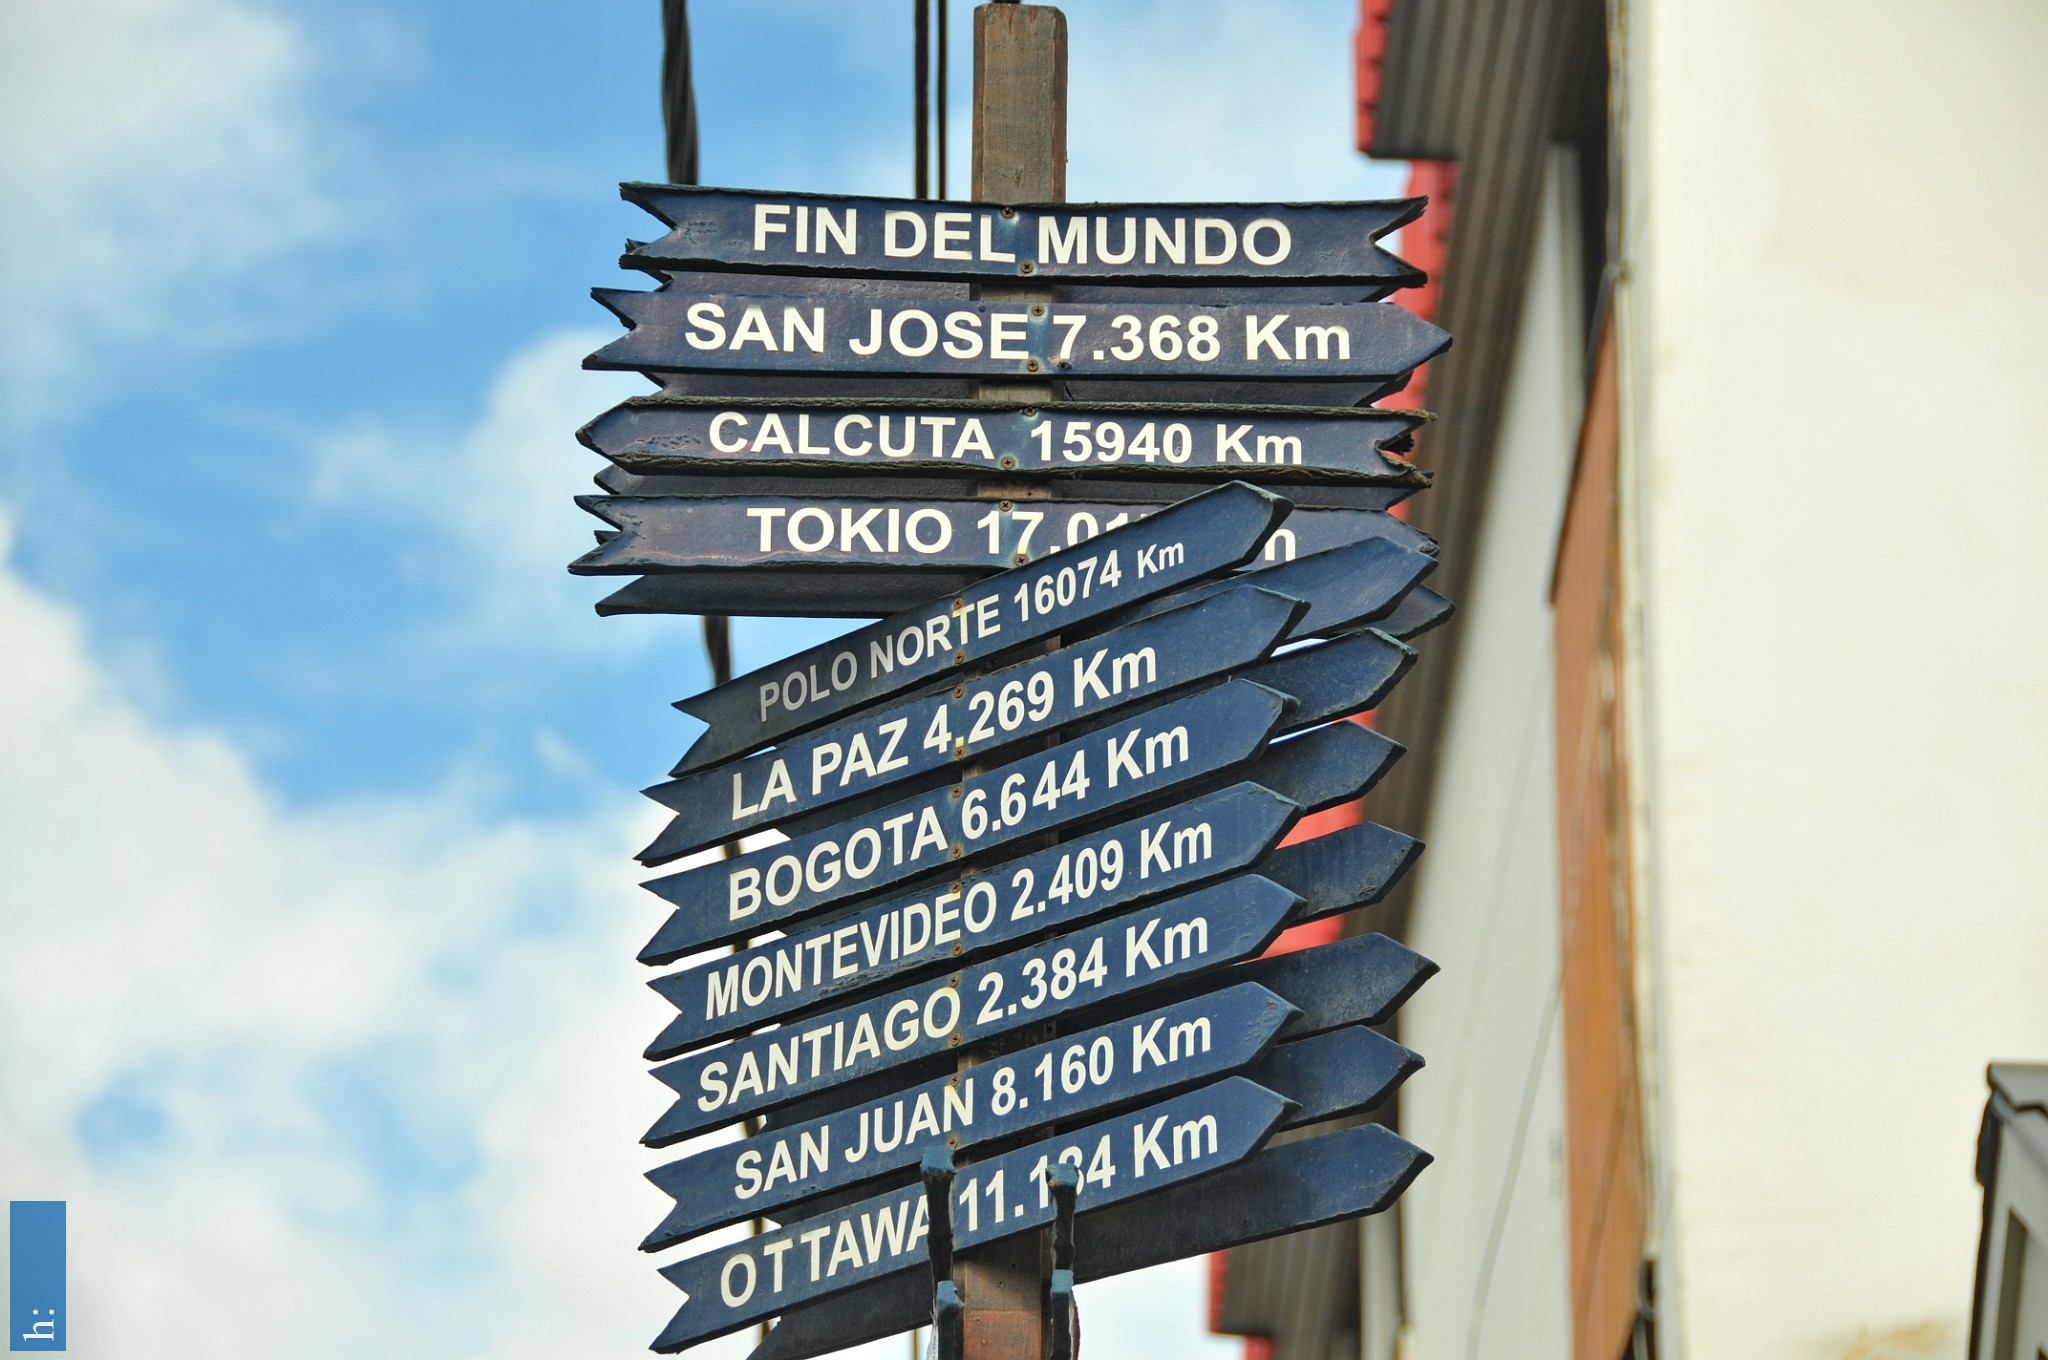 FIN DEL MUNDO
SAN JOSE 7.368 Km
CALCUTA 15940 Km
TOKIO
POLO NORTE 16074 Km
LA PAZ 4.269 Km
BOGOTA 6.644 Km
MONTEVIDEO 2.409 Km
SANTIAGO 2.384 Km
SAN JUAN 8.160 Km
OTTAWA 11.184 Km
h: